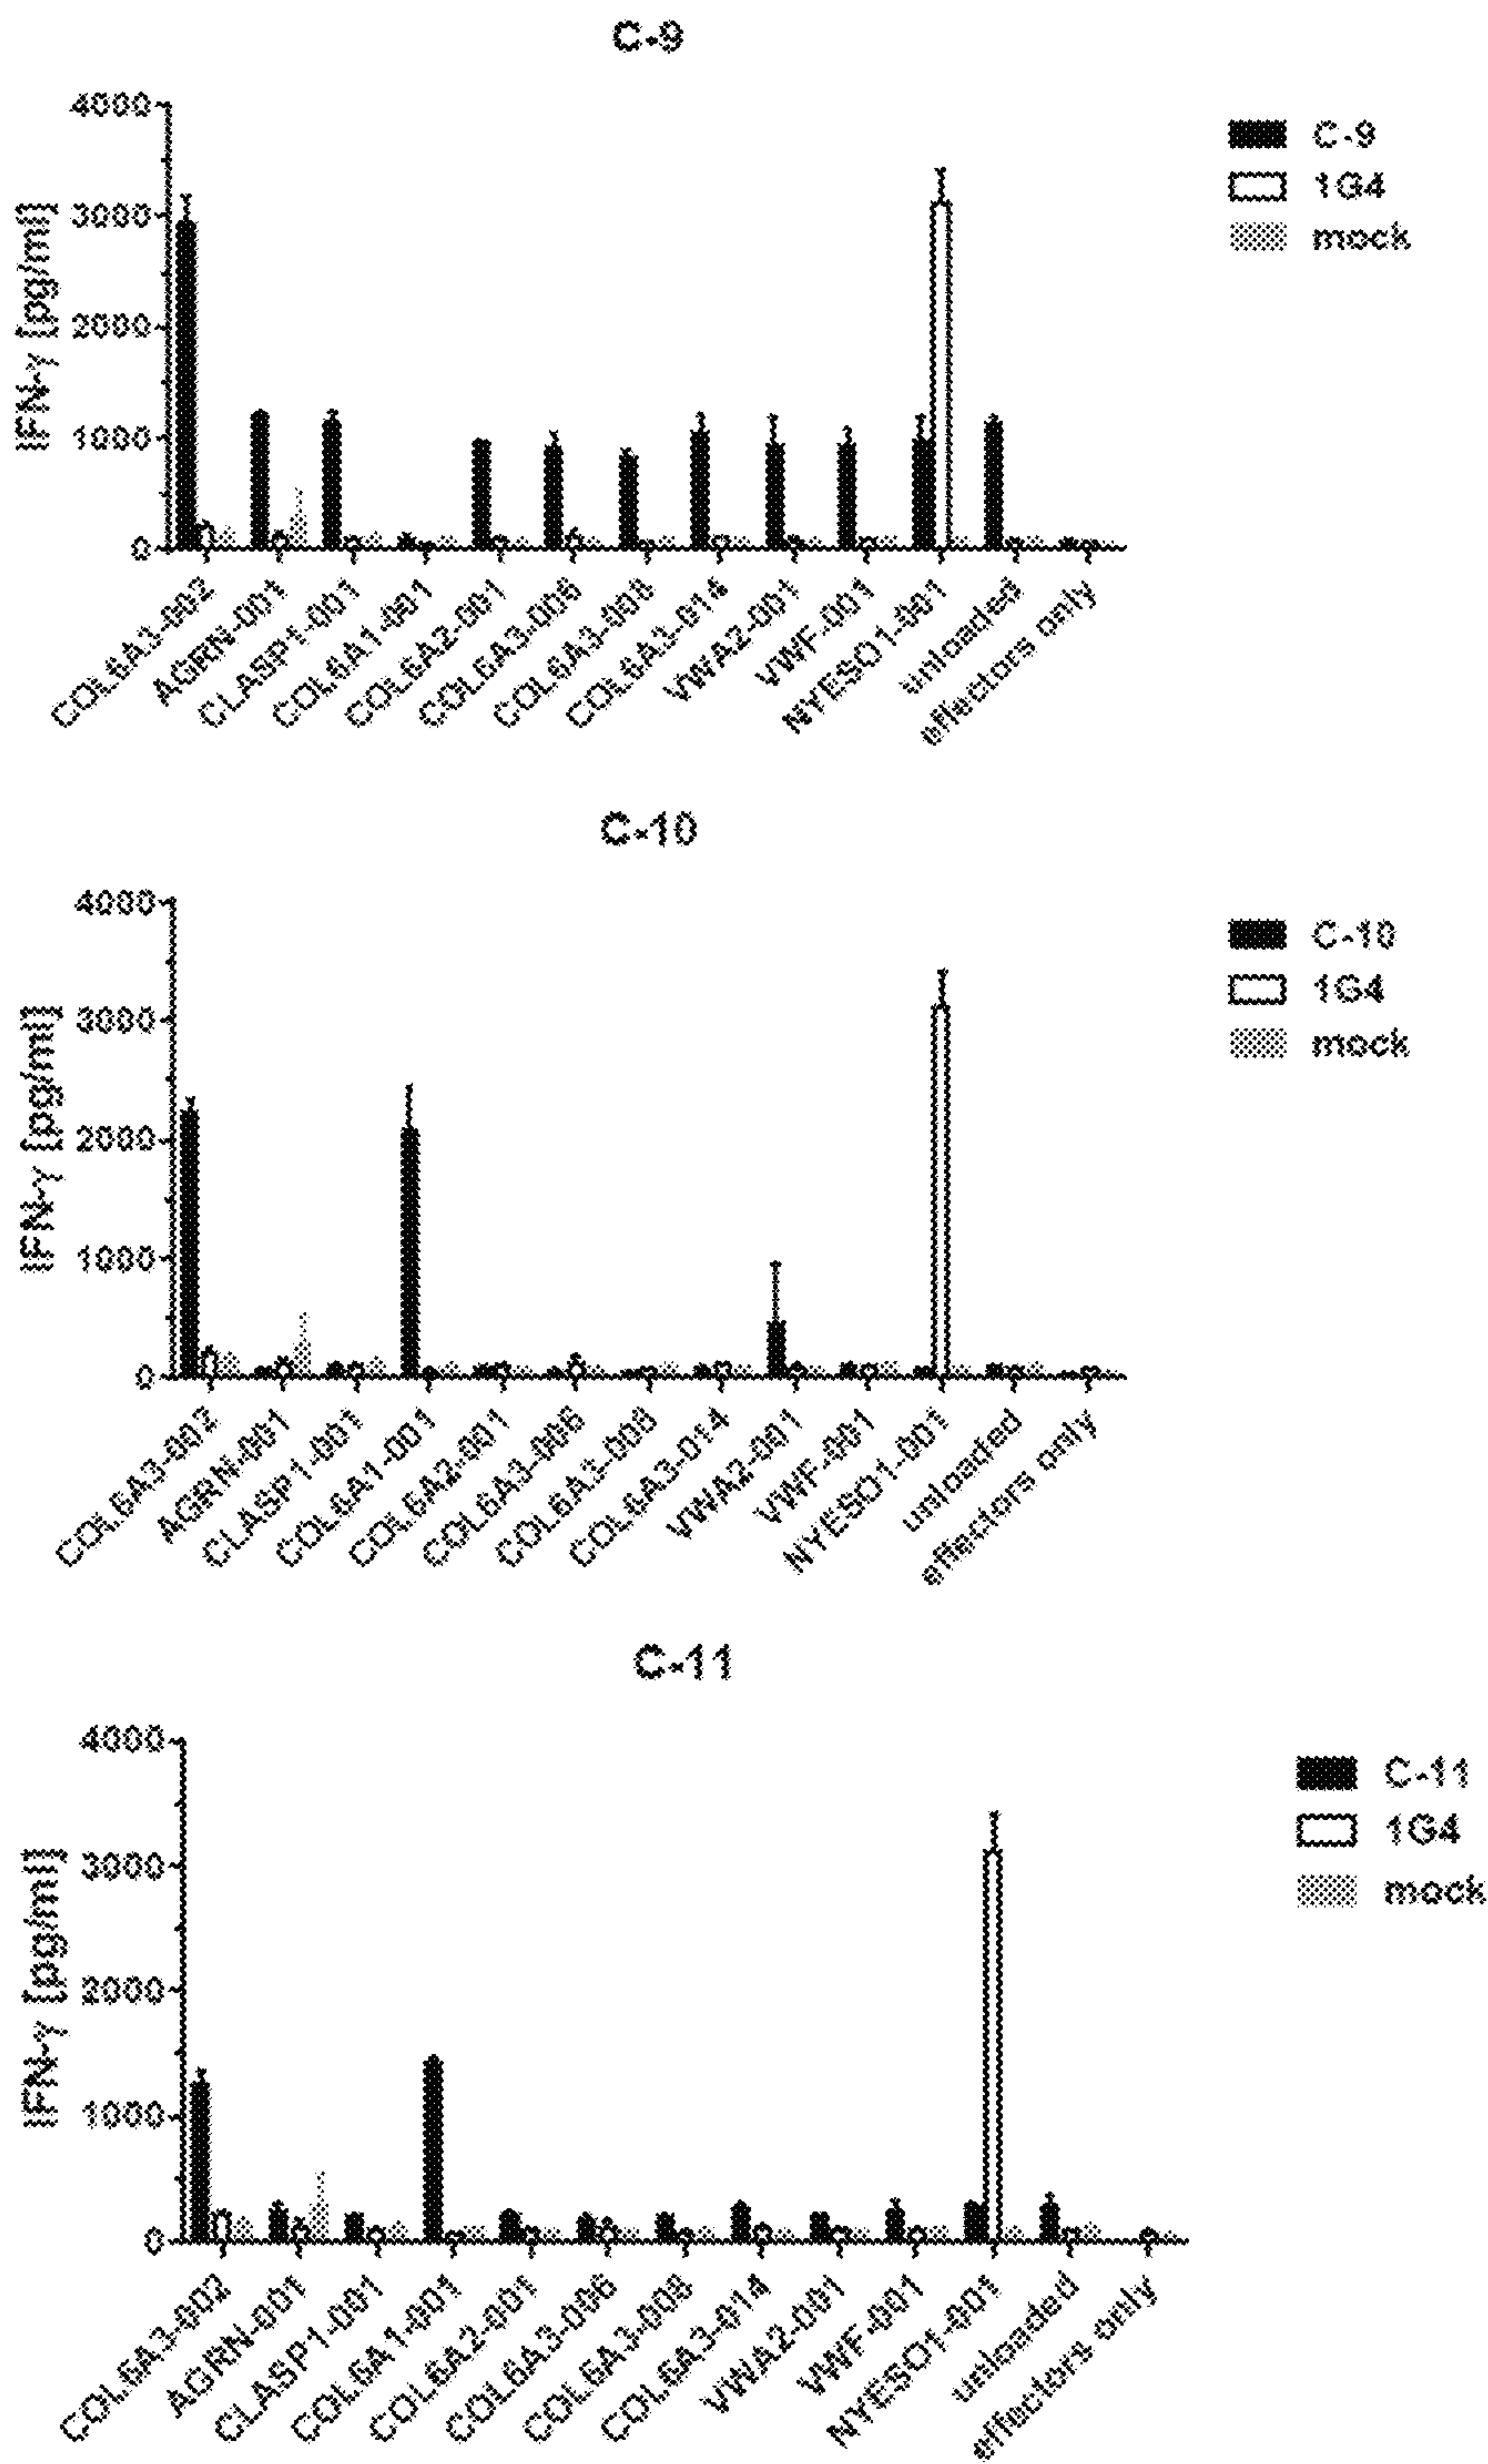 C-9
4000
3000
2000
1000
0
IFN-γ [pg/ml]
C-9
1G4
mock
COL6A3-002
AGRN-001
CLASP1-001
COL6A1-001
COL6A2-001
COL6A3-006
COL6A3-008
COL6A3-014
VWA2-001
VWF-001
NYESO1-001
unloaded
effectors only
C-10
4000
3000
2000
1000
0
IFN-γ [pg/ml]
C-10
1G4
mock
COL6A3-002
AGRN-001
CLASP1-001
COL6A1-001
COL6A2-001
COL6A3-006
COL6A3-008
COL6A3-014
VWA2-001
VWF-001
NYESO1-001
unloaded
effectors only
C-11
4000
3000
2000
1000
0
IFN-γ [pg/ml]
C-11
1G4
mock
COL6A3-002
AGRN-001
CLASP1-001
COL6A1-001
COL6A2-001
COL6A3-006
COL6A3-008
COL6A3-014
VWA2-001
VWF-001
NYESO1-001
unloaded
effectors only